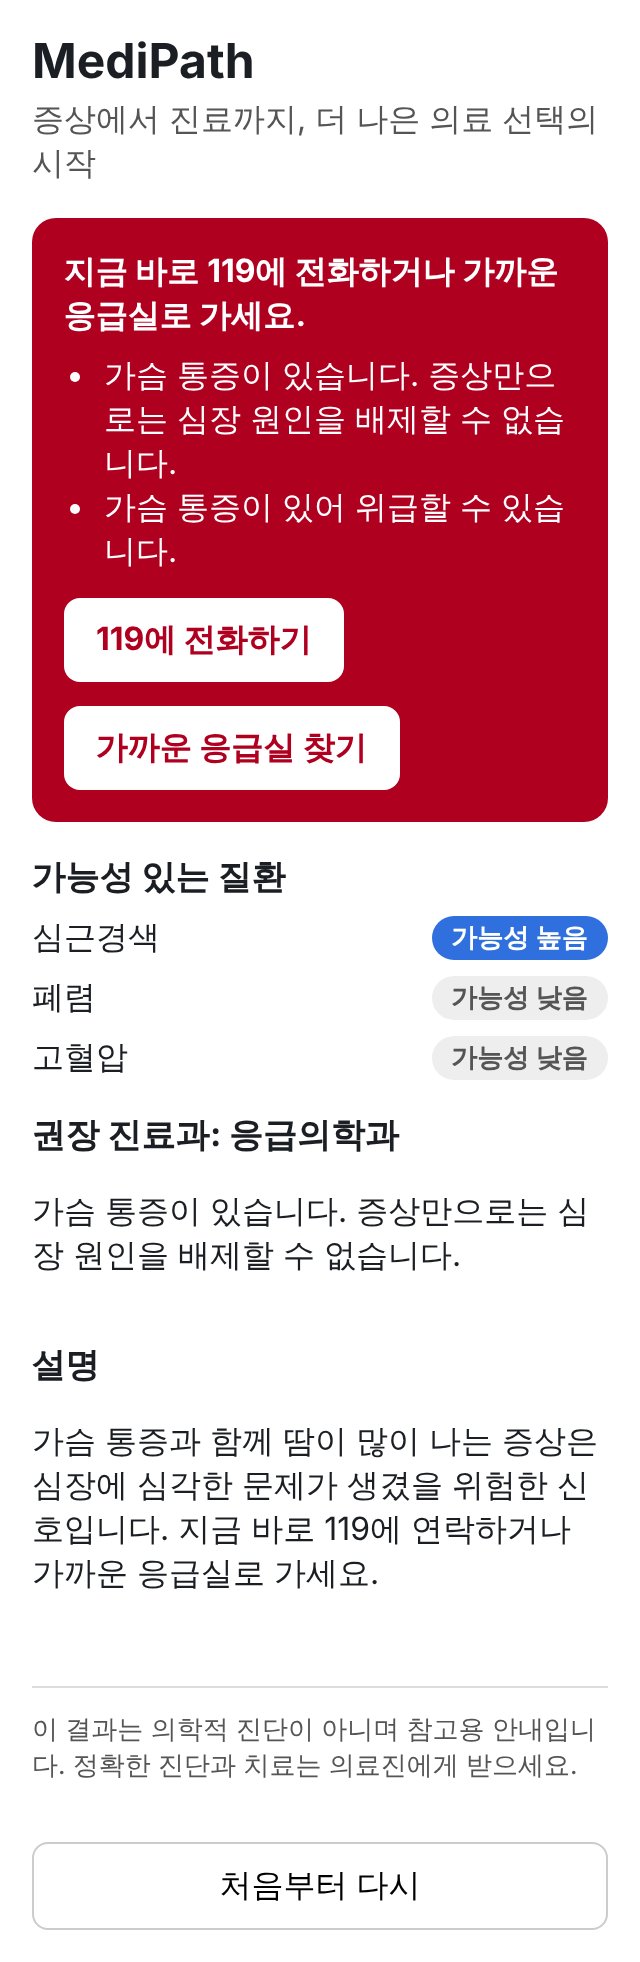 MediPath
증상에서 진료까지, 더 나은 의료 선택의
시작
지금 바로 119에 전화하거나 가까운
응급실로 가세요.
• 가슴 통증이 있습니다. 증상만으
로는 심장 원인을 배제할 수 없습
니다.
• 가슴 통증이 있어 위급할 수 있습
니다.
119에 전화하기
가까운 응급실 찾기
가능성 있는 질환
심근경색 가능성 높음
폐렴 가능성 낮음
고혈압 가능성 낮음
권장 진료과: 응급의학과
가슴 통증이 있습니다. 증상만으로는 심
장 원인을 배제할 수 없습니다.
설명
가슴 통증과 함께 땀이 많이 나는 증상은
심장에 심각한 문제가 생겼을 위험한 신
호입니다. 지금 바로 119에 연락하거나
가까운 응급실로 가세요.
이 결과는 의학적 진단이 아니며 참고용 안내입니
다. 정확한 진단과 치료는 의료진에게 받으세요.
처음부터 다시